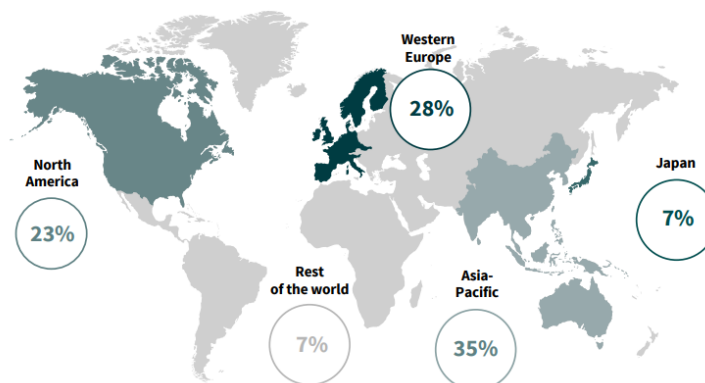 Western
Europe
28%
North
America
23%
Japan
7%
Rest
of the world
7%
Asia-
Pacific
35%